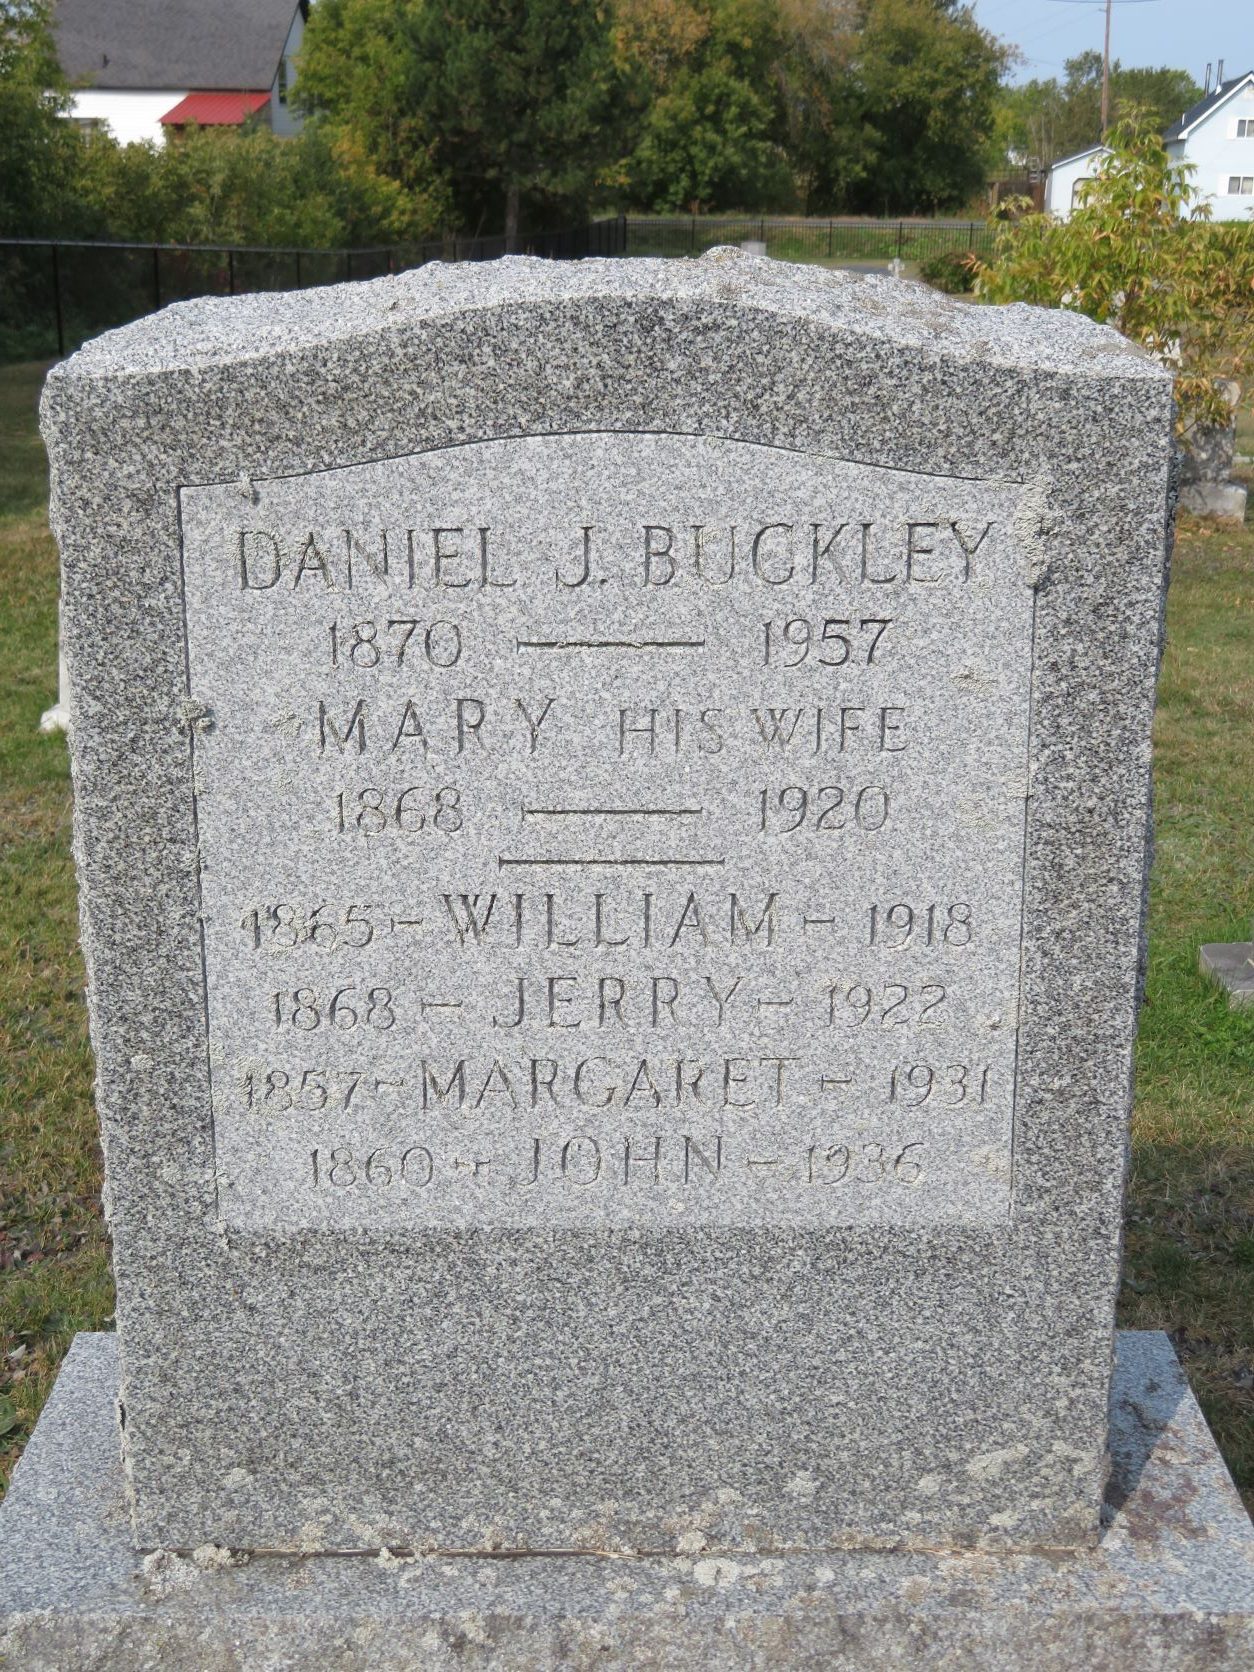 DANIEL J. BUCKLEY
1870 — 1957
MARY HIS WIFE
1868 — 1920
1865 - WILLIAM - 1918
1868 - JERRY - 1922
1857 - MARGARET - 1931
1860 - JOHN - 1936